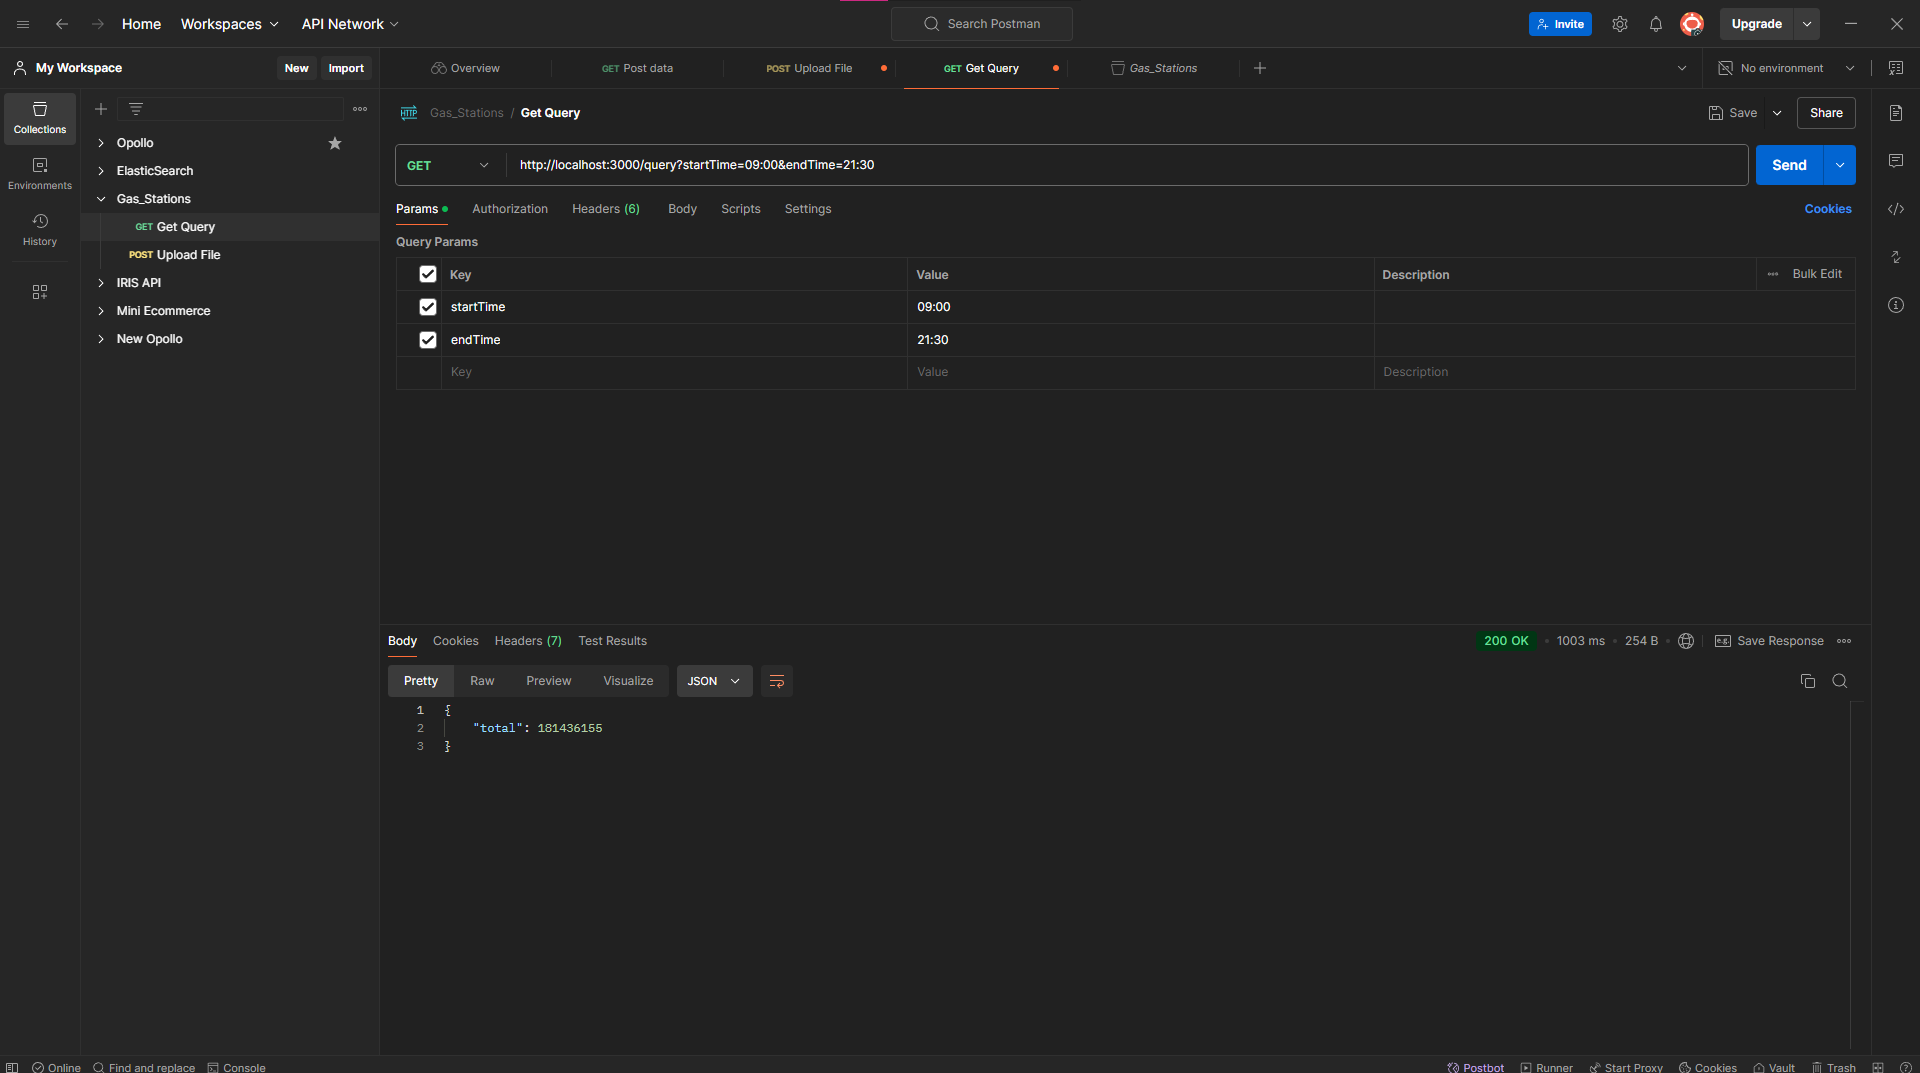 Home Workspaces API Network Search Postman Invite Upgrade
My Workspace New Import Overview GET Post data POST Upload File GET Get Query Gas_Stations No environment
Collections
Environments
History
Opollo
ElasticSearch
Gas_Stations
GET Get Query
POST Upload File
IRIS API
Mini Ecommerce
New Opollo
HTTP Gas_Stations / Get Query Save Share
GET http://localhost:3000/query?startTime=09:00&endTime=21:30 Send
Params Authorization Headers (6) Body Scripts Settings Cookies
Query Params
Key Value Description Bulk Edit
startTime 09:00
endTime 21:30
Key Value Description
Body Cookies Headers (7) Test Results 200 OK 1003 ms 254 B e.g. Save Response
Pretty Raw Preview Visualize JSON
1 {
2 "total": 181436155
3 }
Online Find and replace Console Postbot Runner Start Proxy Cookies Vault Trash